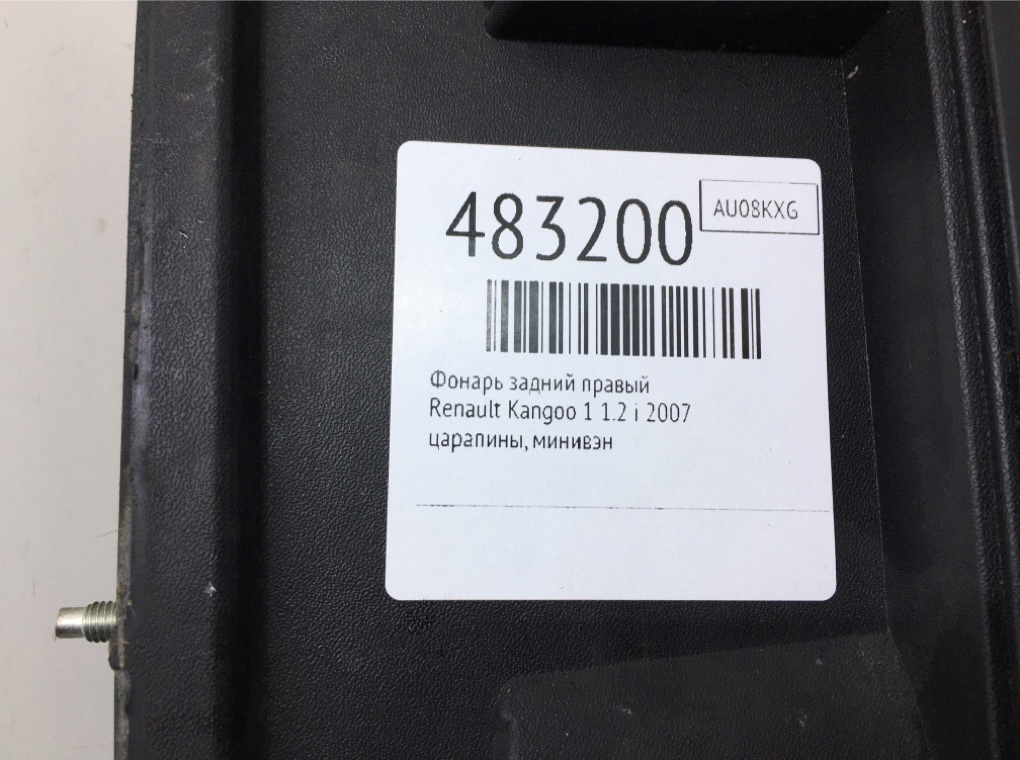 483200
AU08KXG
Фонарь задний правый
Renault Kangoo 1 1.2 i 2007
царапины, минивэн